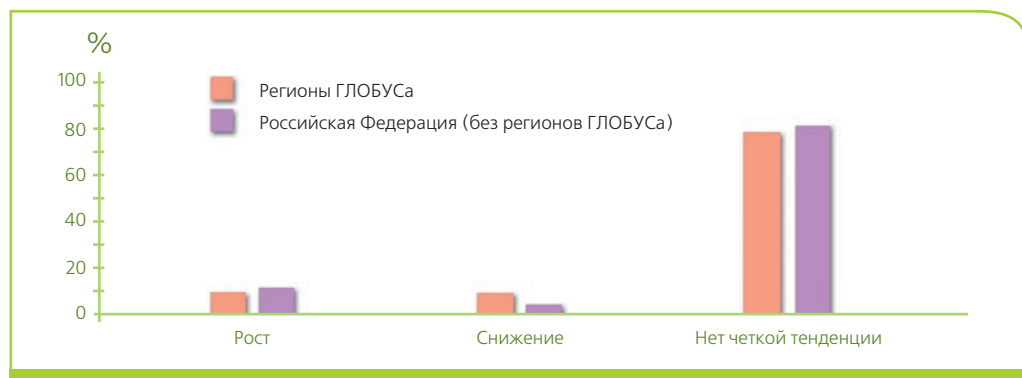 %
100
80
60
40
20
0
Регионы ГЛОБУСа
Российская Федерация (без регионов ГЛОБУСа)
Рост
Снижение
Нет четкой тенденции